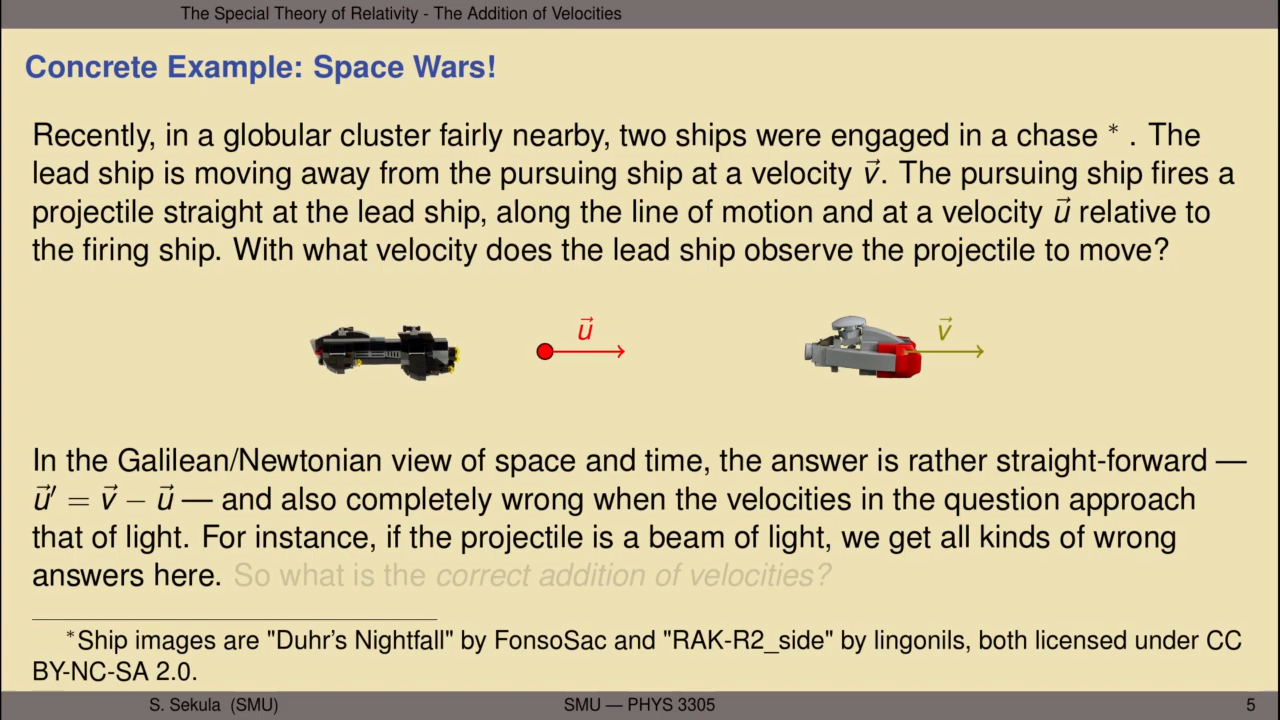 The Special Theory of Relativity - The Addition of Velocities
Concrete Example: Space Wars!
Recently, in a globular cluster fairly nearby, two ships were engaged in a chase * . The
lead ship is moving away from the pursuing ship at a velocity v⃗. The pursuing ship fires a
projectile straight at the lead ship, along the line of motion and at a velocity u⃗ relative to
the firing ship. With what velocity does the lead ship observe the projectile to move?
u⃗
v⃗
In the Galilean/Newtonian view of space and time, the answer is rather straight-forward —
u⃗′ = v⃗ − u⃗ — and also completely wrong when the velocities in the question approach
that of light. For instance, if the projectile is a beam of light, we get all kinds of wrong
answers here. So what is the correct addition of velocities?
*Ship images are "Duhr's Nightfall" by FonsoSac and "RAK-R2_side" by lingonils, both licensed under CC
BY-NC-SA 2.0.
S. Sekula (SMU) SMU — PHYS 3305 5